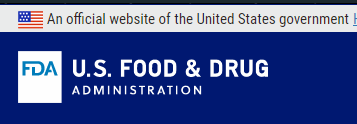 An official website of the United States government
FDA
U.S. FOOD & DRUG
ADMINISTRATION